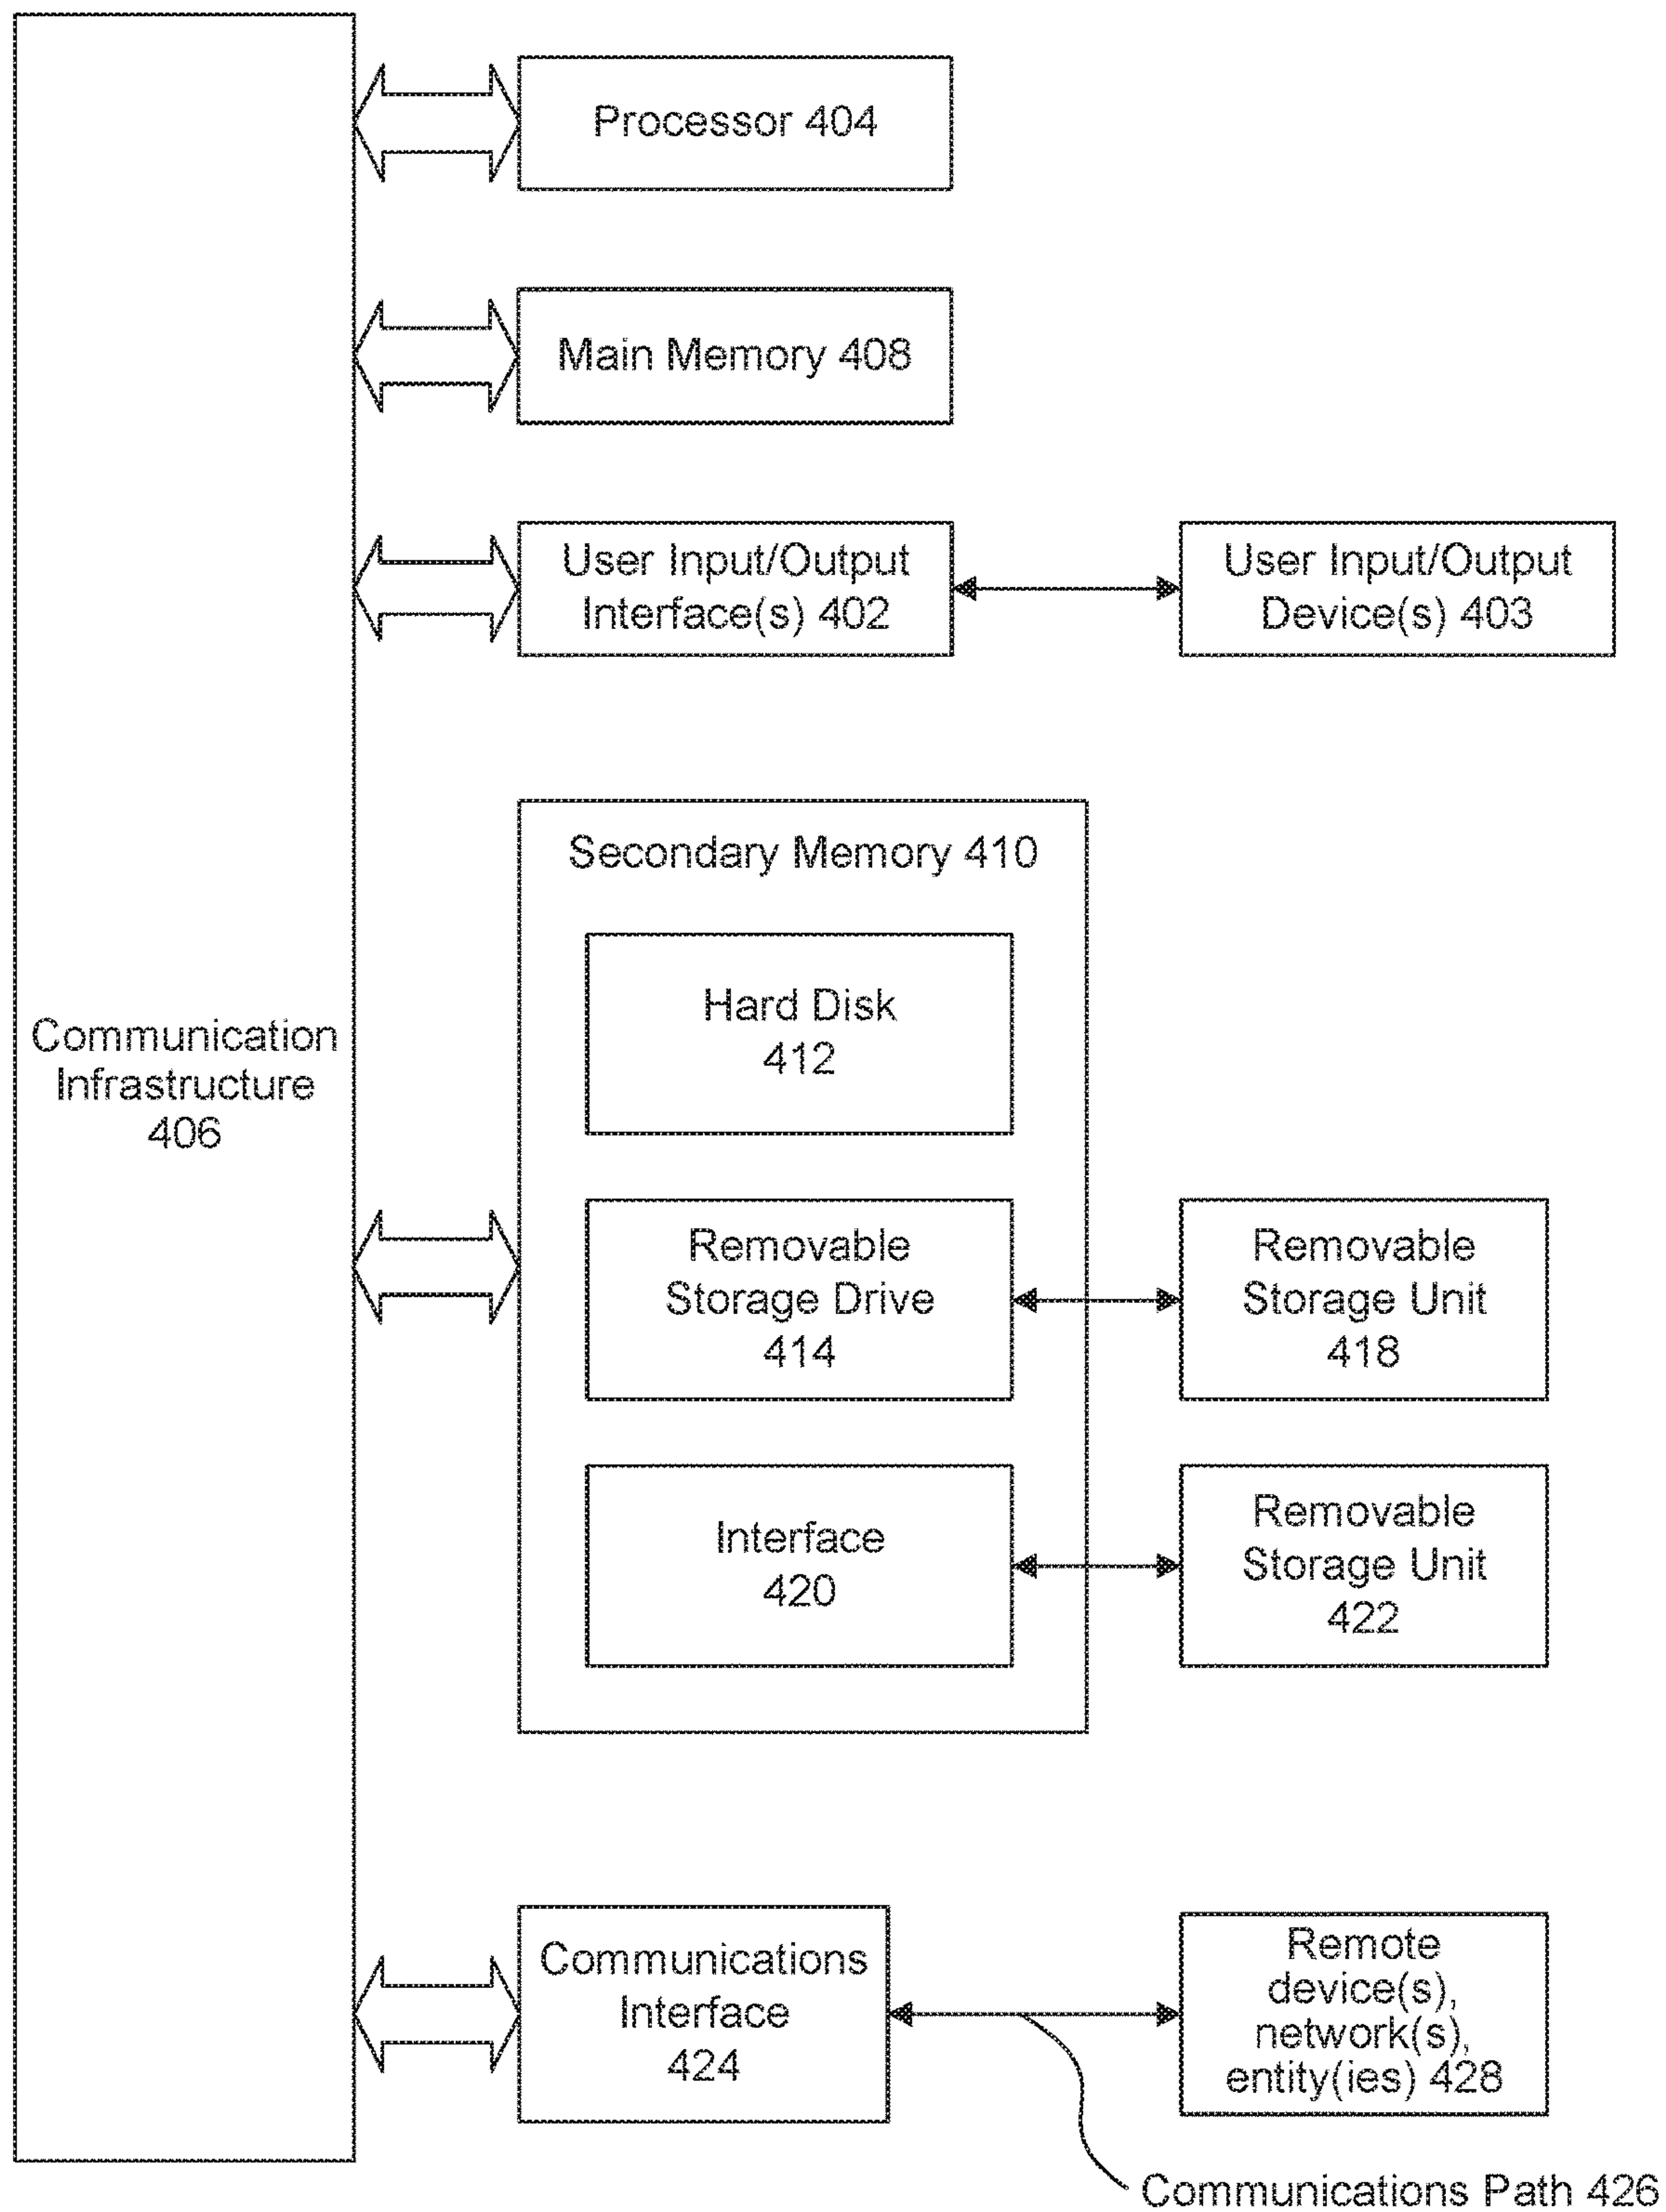 Processor 404
Main Memory 408
User Input/Output
Interface(s) 402
User Input/Output
Device(s) 403
Secondary Memory 410
Hard Disk
412
Communication
Infrastructure
406
Removable
Storage Drive
414
Removable
Storage Unit
418
Interface
420
Removable
Storage Unit
422
Communications
Interface
424
Remote
device(s),
network(s),
entity(ies) 428
Communications Path 426